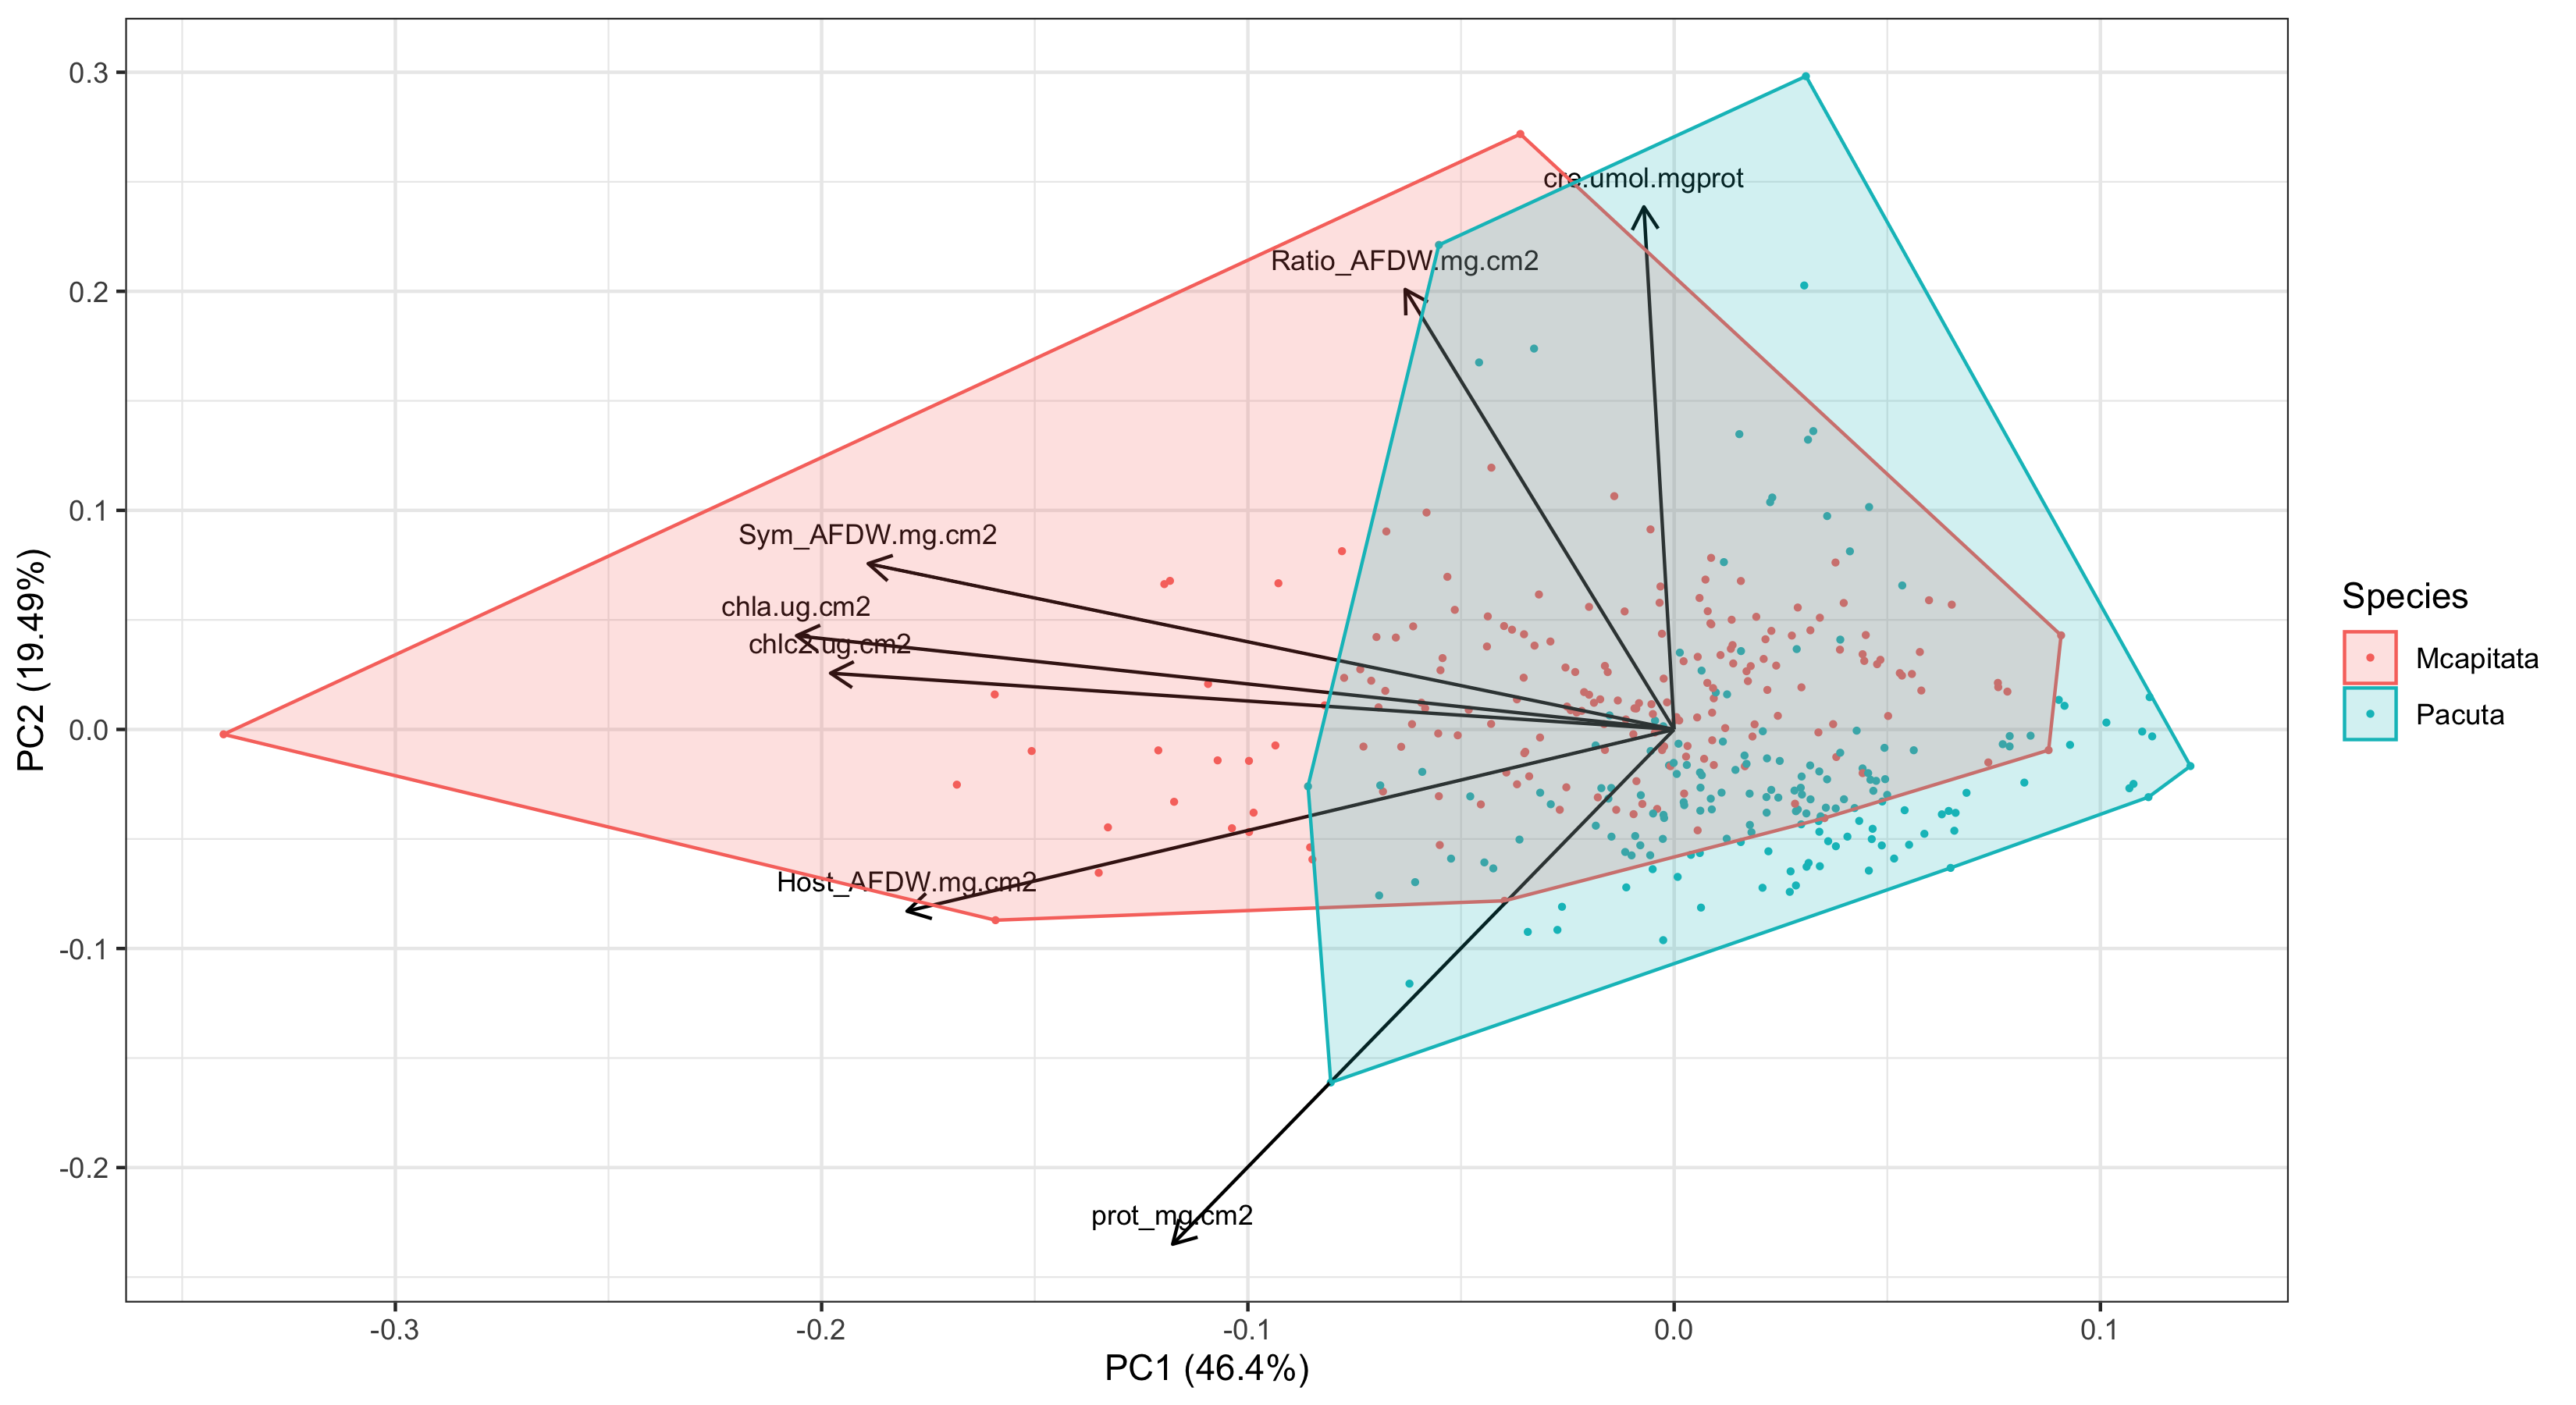 0.3
0.2
0.1
0.0
-0.1
-0.2
PC2 (19.49%)
cre.umol.mgprot
Ratio_AFDW.mg.cm2
Sym_AFDW.mg.cm2
chla.ug.cm2
chlc2.ug.cm2
Host_AFDW.mg.cm2
prot_mg.cm2
-0.3
-0.2
-0.1
0.0
0.1
PC1 (46.4%)
Species
Mcapitata
Pacuta